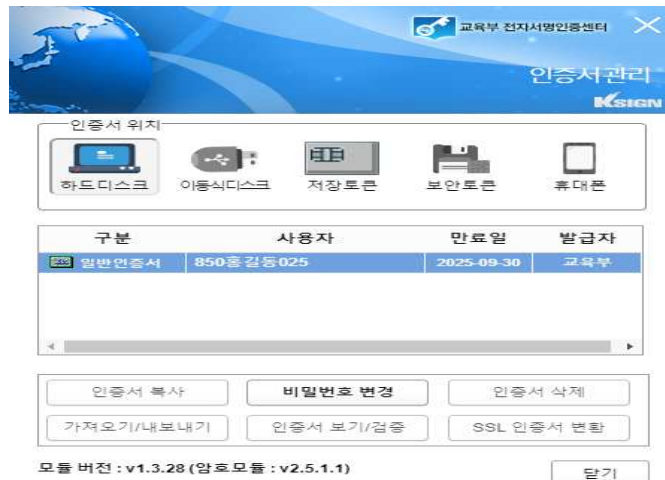 교육부 전자서명인증센터
인증서관리
KSIGN
인증서 위치
하드디스크 이동식디스크 저장토큰 보안토큰 휴대폰
구분 사용자 만료일 발급자
일반인증서 850홍길동025 2025-09-30 교육부
인증서 복사 비밀번호 변경 인증서 삭제
가져오기/내보내기 인증서 보기/검증 SSL 인증서 변환
모듈 버전 : v1.3.28 (암호모듈 : v2.5.1.1) 닫기